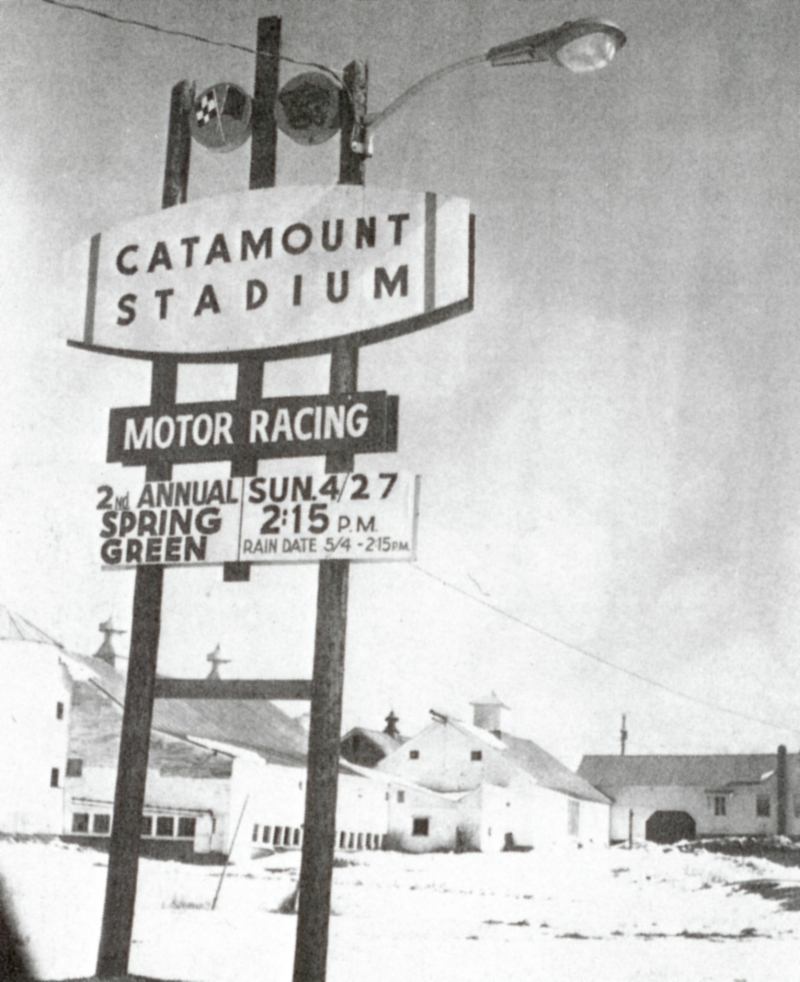 CATAMOUNT
STADIUM
MOTOR RACING
2nd ANNUAL
SPRING
GREEN
SUN. 4/27
2:15 P.M.
RAIN DATE 5/4 - 2:15 P.M.